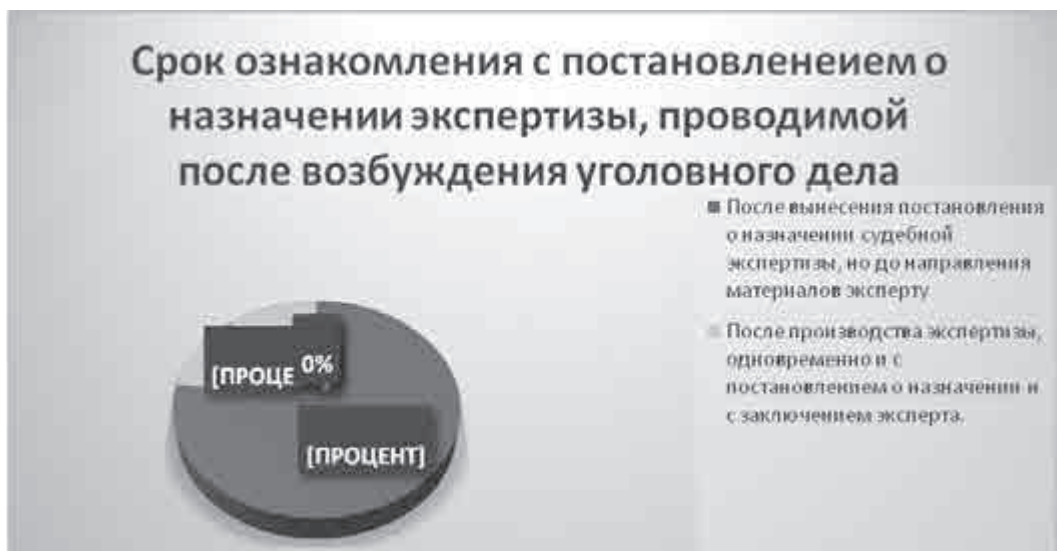 Срок ознакомления с постановленеием о
назначении экспертизы, проводимой
после возбуждения уголовного дела
После вынесения постановления
о назначении судебной
экспертизы, но до направления
материалов эксперту
После производства экспертизы,
одновременно и с
постановлением о назначении и
с заключением эксперта.
[ПРОЦЕ 0%
[ПРОЦЕНТ]